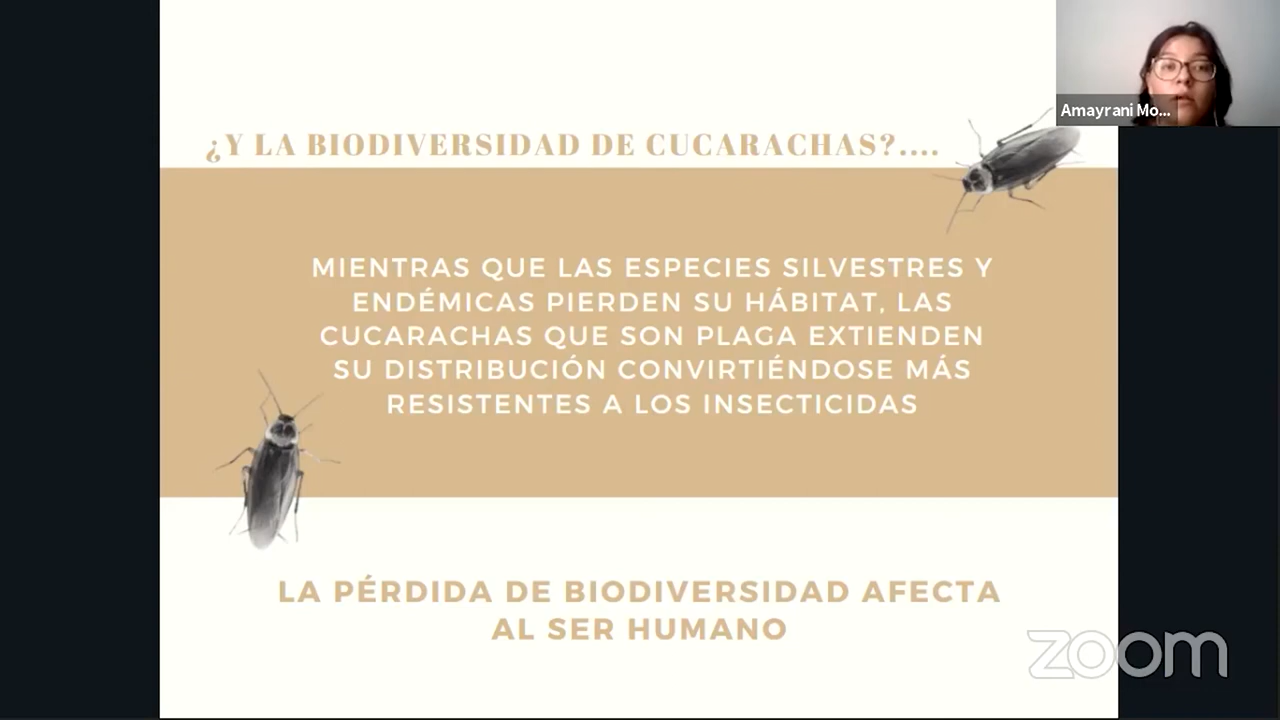 Amayrani Mo...
¿Y LA BIODIVERSIDAD DE CUCARACHAS?....
MIENTRAS QUE LAS ESPECIES SILVESTRES Y
ENDÉMICAS PIERDEN SU HÁBITAT, LAS
CUCARACHAS QUE SON PLAGA EXTIENDEN
SU DISTRIBUCIÓN CONVIRTIÉNDOSE MÁS
RESISTENTES A LOS INSECTICIDAS
LA PÉRDIDA DE BIODIVERSIDAD AFECTA
AL SER HUMANO
zoom